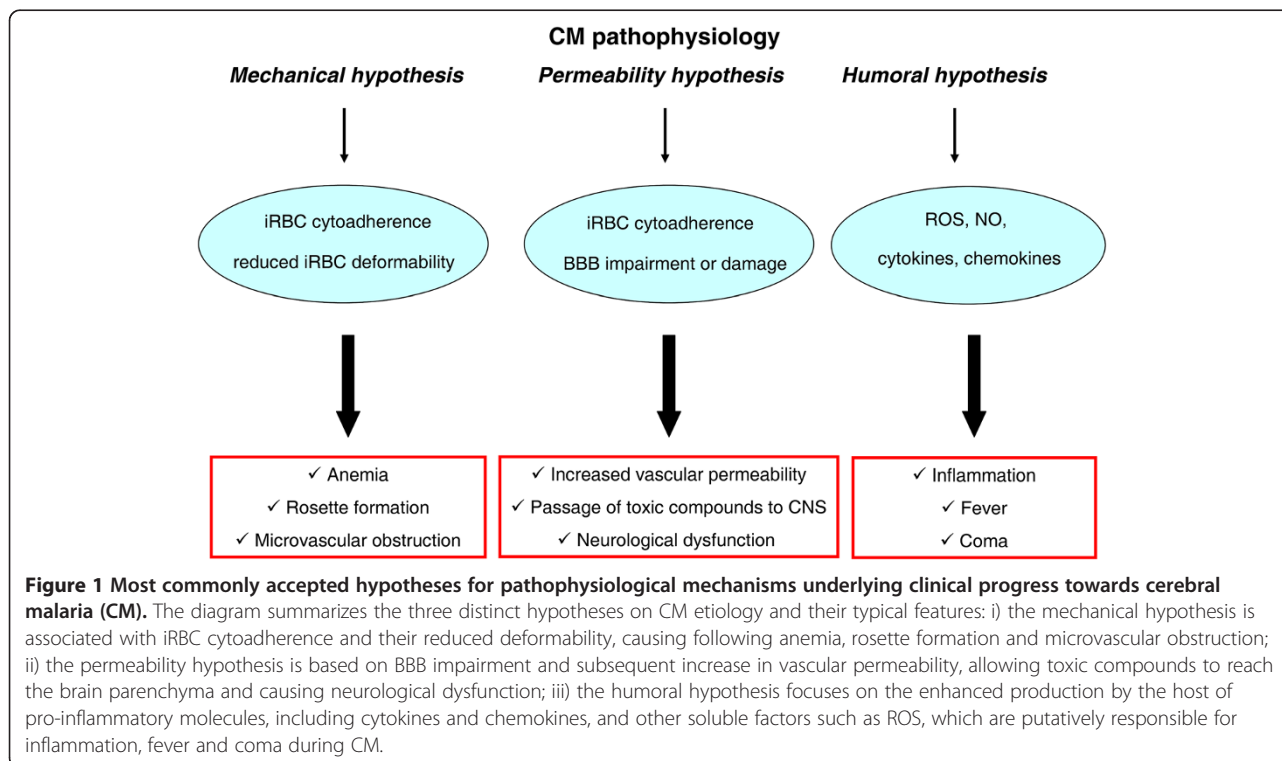 CM pathophysiology
Mechanical hypothesis Permeability hypothesis Humoral hypothesis
iRBC cytoadherence
reduced iRBC deformability
iRBC cytoadherence
BBB impairment or damage
ROS, NO,
cytokines, chemokines
✓ Anemia
✓ Rosette formation
✓ Microvascular obstruction
✓ Increased vascular permeability
✓ Passage of toxic compounds to CNS
✓ Neurological dysfunction
✓ Inflammation
✓ Fever
✓ Coma
Figure 1 Most commonly accepted hypotheses for pathophysiological mechanisms underlying clinical progress towards cerebral
malaria (CM). The diagram summarizes the three distinct hypotheses on CM etiology and their typical features: i) the mechanical hypothesis is
associated with iRBC cytoadherence and their reduced deformability, causing following anemia, rosette formation and microvascular obstruction;
ii) the permeability hypothesis is based on BBB impairment and subsequent increase in vascular permeability, allowing toxic compounds to reach
the brain parenchyma and causing neurological dysfunction; iii) the humoral hypothesis focuses on the enhanced production by the host of
pro-inflammatory molecules, including cytokines and chemokines, and other soluble factors such as ROS, which are putatively responsible for
inflammation, fever and coma during CM.